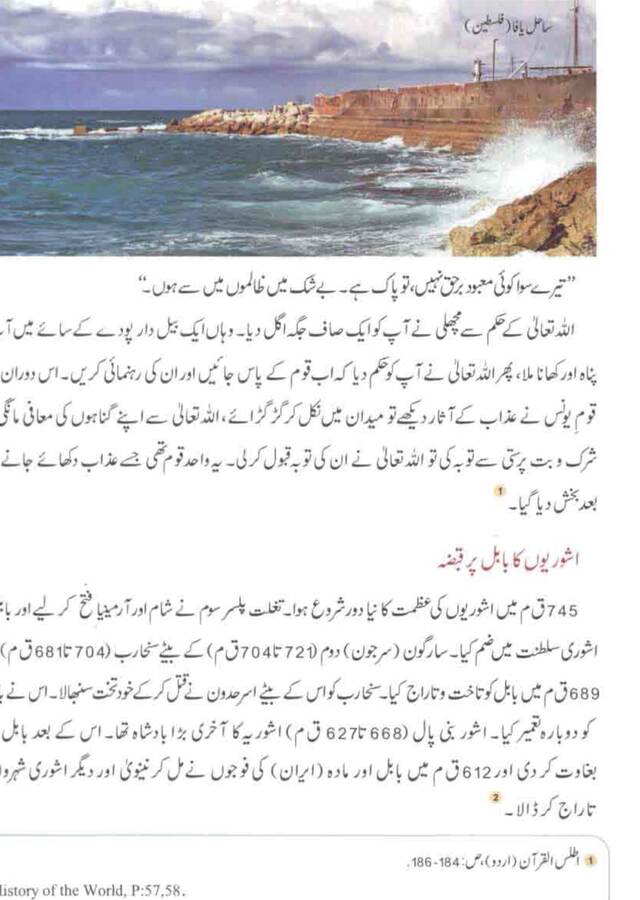 ساحل یافا (فلسطین)
”تیرے سوا کوئی معبود برحق نہیں، تو پاک ہے۔ بے شک میں ظالموں میں سے ہوں۔“
اللہ تعالیٰ کے حکم سے مچھلی نے آپ کو ایک صاف جگہ اگل دیا۔ وہاں ایک بیل دار پودے کے سائے میں
پناہ اور کھانا ملا، پھر اللہ تعالیٰ نے آپ کو حکم دیا کہ اب قوم کے پاس جائیں اور ان کی رہنمائی کریں۔ اس دوران
قومِ یونس نے عذاب کے آثار دیکھے تو میدان میں نکل کر گڑگڑائے، اللہ تعالیٰ سے اپنے گناہوں کی معافی مانگی
شرک و بت پرستی سے توبہ کی تو اللہ تعالیٰ نے ان کی توبہ قبول کر لی۔ یہ واحد قوم تھی جسے عذاب دکھائے جانے
بعد بخش دیا گیا۔ 1
اشوریوں کا بابل پر قبضہ
745 ق م میں اشوریوں کی عظمت کا نیا دور شروع ہوا۔ تغلت پلسر سوم نے شام اور آرمینیا فتح کر لیے اور
اشوری سلطنت میں ضم کیا۔ سارگون (سرجون) دوم (721 تا 704 ق م) کے بیٹے سنحارب (704 تا 681 ق م)
689 ق م میں بابل کو تاخت و تاراج کیا۔ سنحارب کو اس کے بیٹے اسرحدون نے قتل کر کے خود تخت سنبھالا۔ اس نے
کو دوبارہ تعمیر کیا۔ اشور بنی پال (668 تا 627 ق م) اشوریہ کا آخری بڑا بادشاہ تھا۔ اس کے بعد بابل
بغاوت کر دی اور 612 ق م میں بابل اور مادہ (ایران) کی فوجوں نے مل کر نینویٰ اور دیگر اشوری
تاراج کر ڈالا۔ 2
1 اطلس القرآن (اردو)، ص: 184-186.
History of the World, P:57,58.